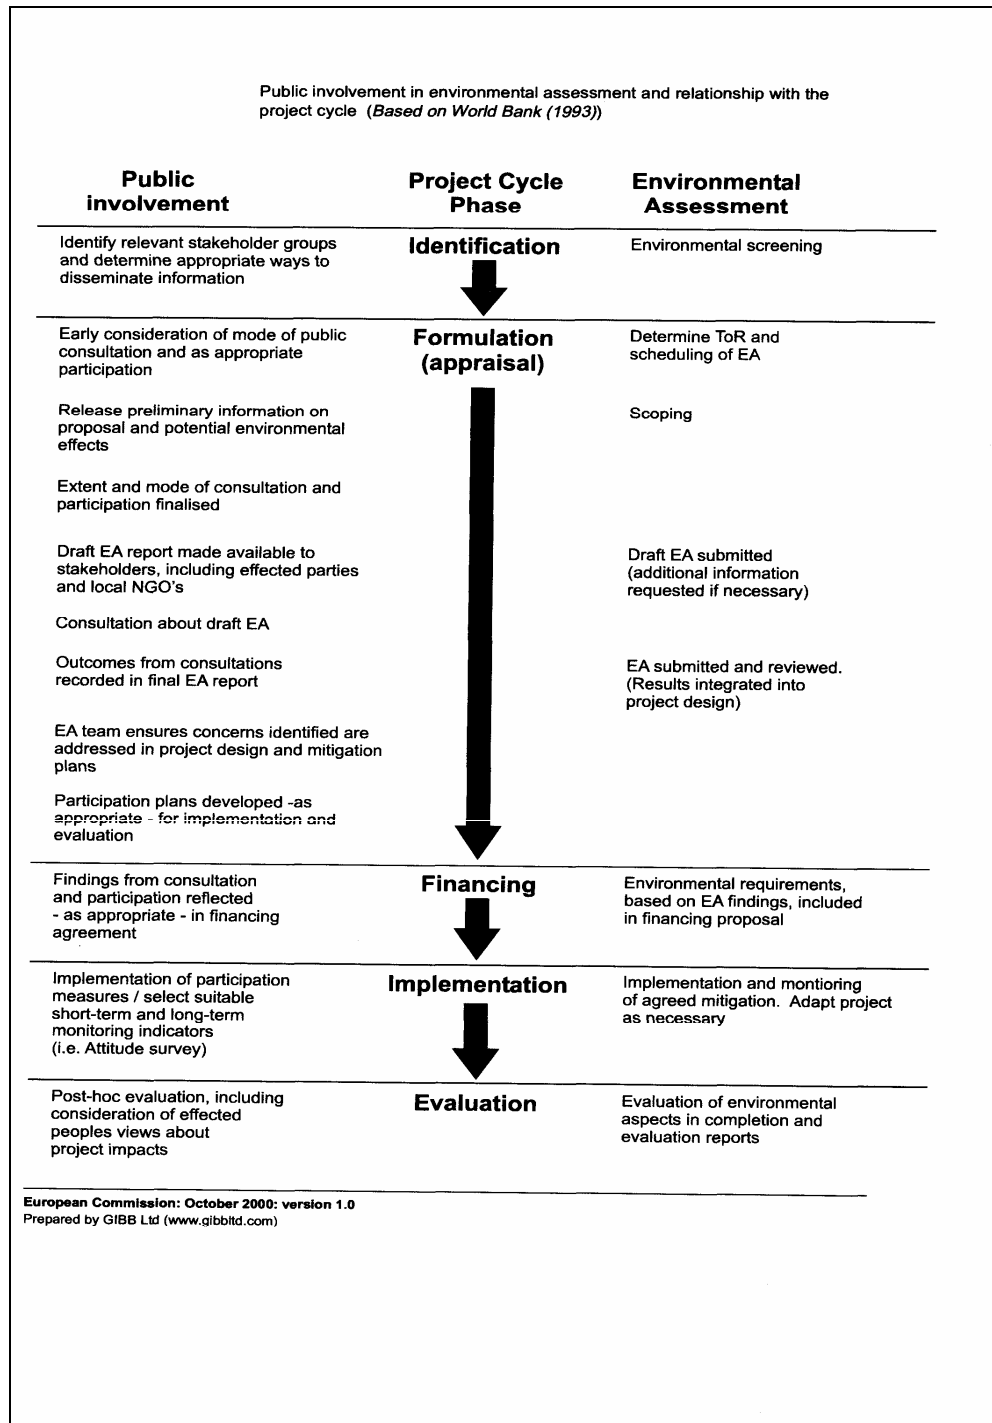 Public involvement in environmental assessment and relationship with the
project cycle (Based on World Bank (1993))
Public
involvement
Project Cycle
Phase
Environmental
Assessment
Identify relevant stakeholder groups
and determine appropriate ways to
disseminate information
Identification
Environmental screening
Early consideration of mode of public
consultation and as appropriate
participation
Formulation
(appraisal)
Determine ToR and
scheduling of EA
Release preliminary information on
proposal and potential environmental
effects
Scoping
Extent and mode of consultation and
participation finalised
Draft EA report made available to
stakeholders, including effected parties
and local NGO's
Draft EA submitted
(additional information
requested if necessary)
Consultation about draft EA
Outcomes from consultations
recorded in final EA report
EA submitted and reviewed.
(Results integrated into
project design)
EA team ensures concerns identified are
addressed in project design and mitigation
plans
Participation plans developed -as
appropriate - for implementation and
evaluation
Findings from consultation
and participation reflected
- as appropriate - in financing
agreement
Financing
Environmental requirements,
based on EA findings, included
in financing proposal
Implementation of participation
measures / select suitable
short-term and long-term
monitoring indicators
(i.e. Attitude survey)
Implementation
Implementation and montioring
of agreed mitigation. Adapt project
as necessary
Post-hoc evaluation, including
consideration of effected
peoples views about
project impacts
Evaluation
Evaluation of environmental
aspects in completion and
evaluation reports
European Commission: October 2000: version 1.0
Prepared by GIBB Ltd (www.gibbltd.com)